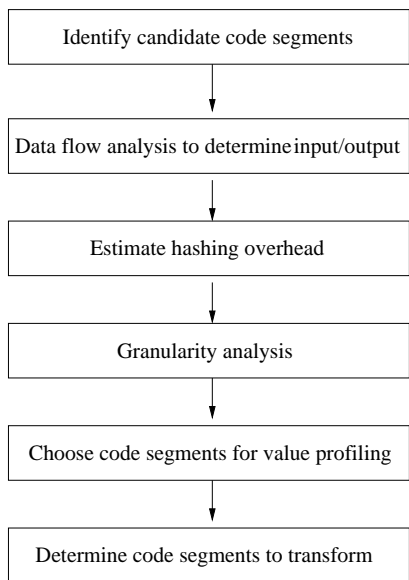 Identify candidate code segments
Data flow analysis to determine input/output
Estimate hashing overhead
Granularity analysis
Choose code segments for value profiling
Determine code segments to transform